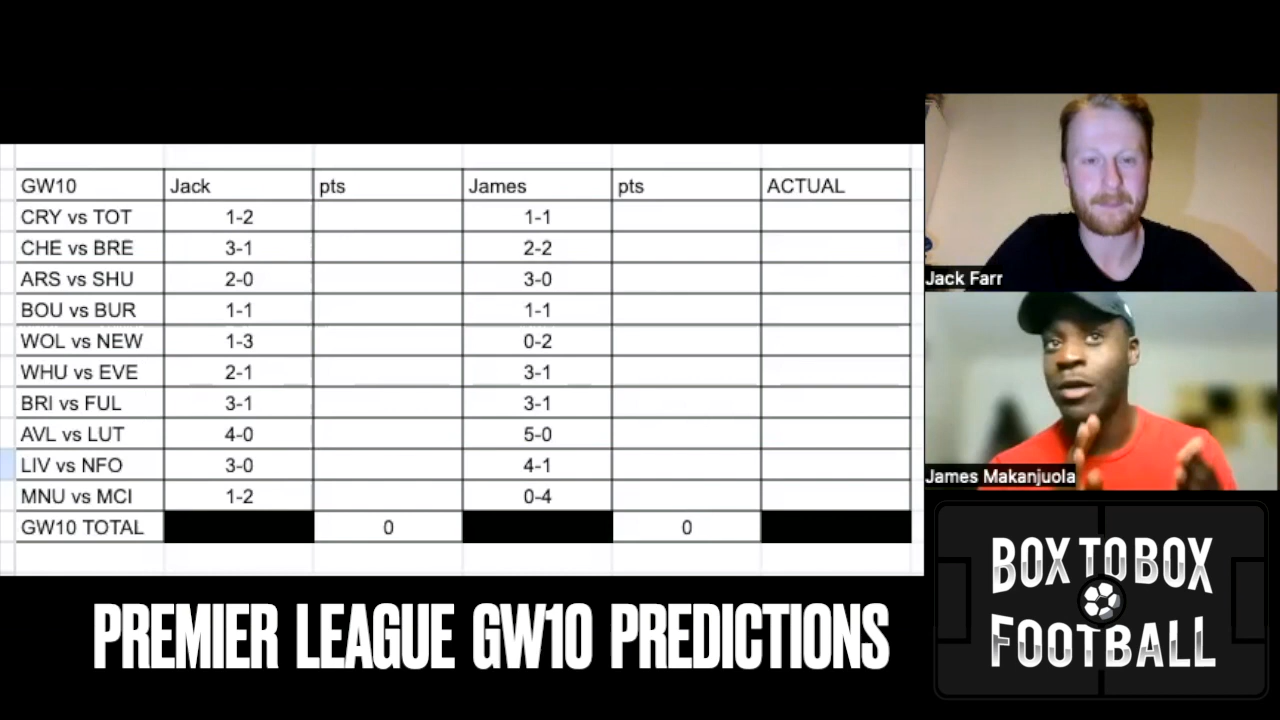 GW10 Jack pts James pts ACTUAL
CRY vs TOT 1-2 1-1
CHE vs BRE 3-1 2-2
ARS vs SHU 2-0 3-0
BOU vs BUR 1-1 1-1
WOL vs NEW 1-3 0-2
WHU vs EVE 2-1 3-1
BRI vs FUL 3-1 3-1
AVL vs LUT 4-0 5-0
LIV vs NFO 3-0 4-1
MNU vs MCI 1-2 0-4
GW10 TOTAL 0 0
PREMIER LEAGUE GW10 PREDICTIONS
Jack Farr
James Makanjuola
BOX TO BOX
FOOTBALL